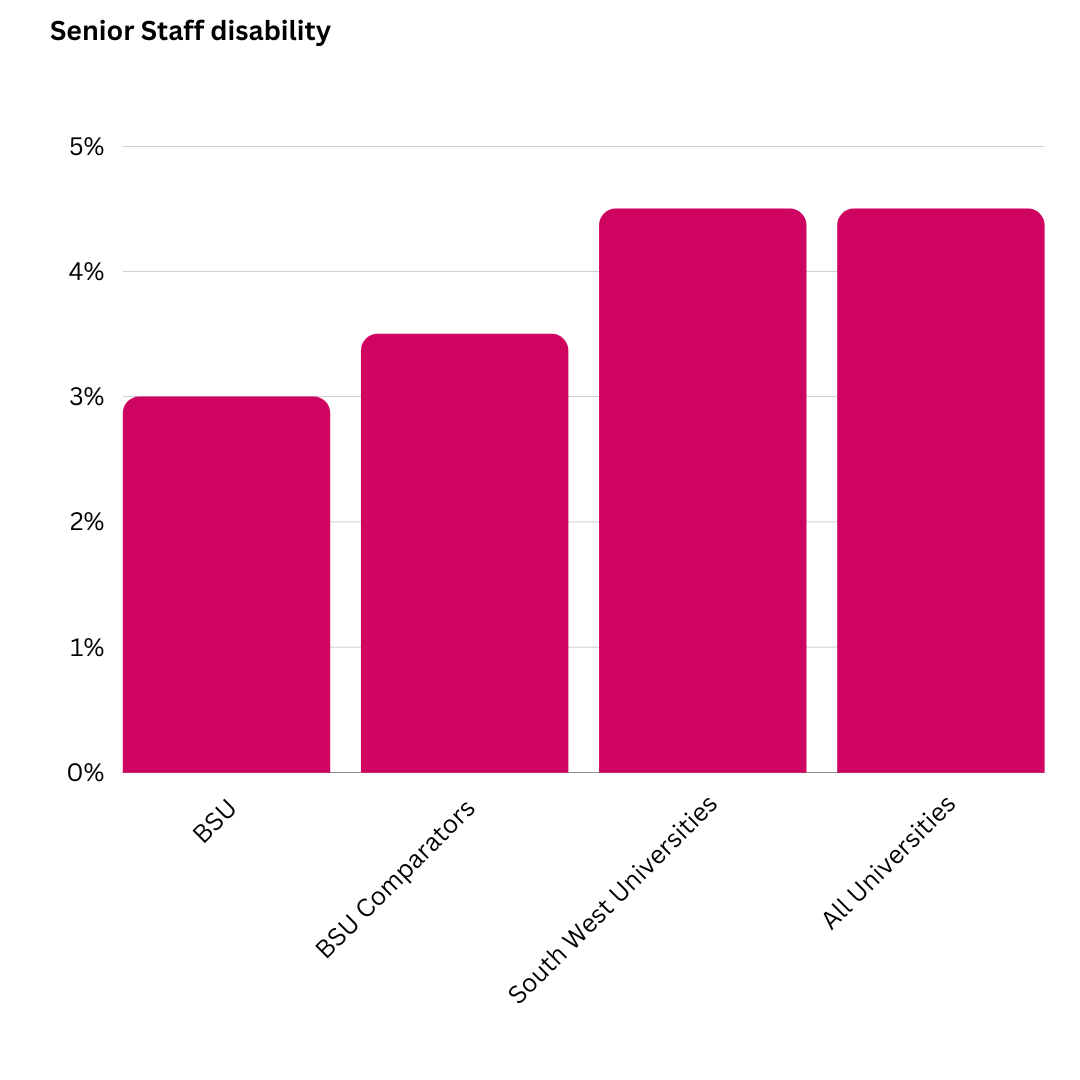 Senior Staff disability
5%
4%
3%
2%
1%
0%
BSU
BSU Comparators
South West Universities
All Universities